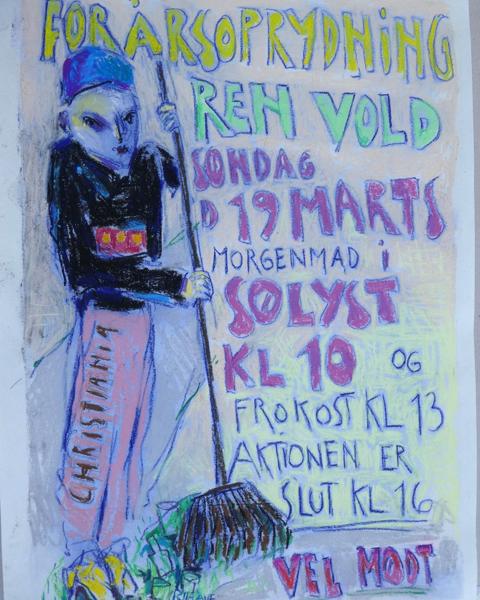 FORÅRSOPRYDNING
REN VOLD
SØNDAG
D 19 MARTS
MORGENMAD i
SOLYST
KL 10 OG
FROKOST KL 13
AKTIONEN ER
SLUT KL 16
VEL MØDT
CHRISTIANIA